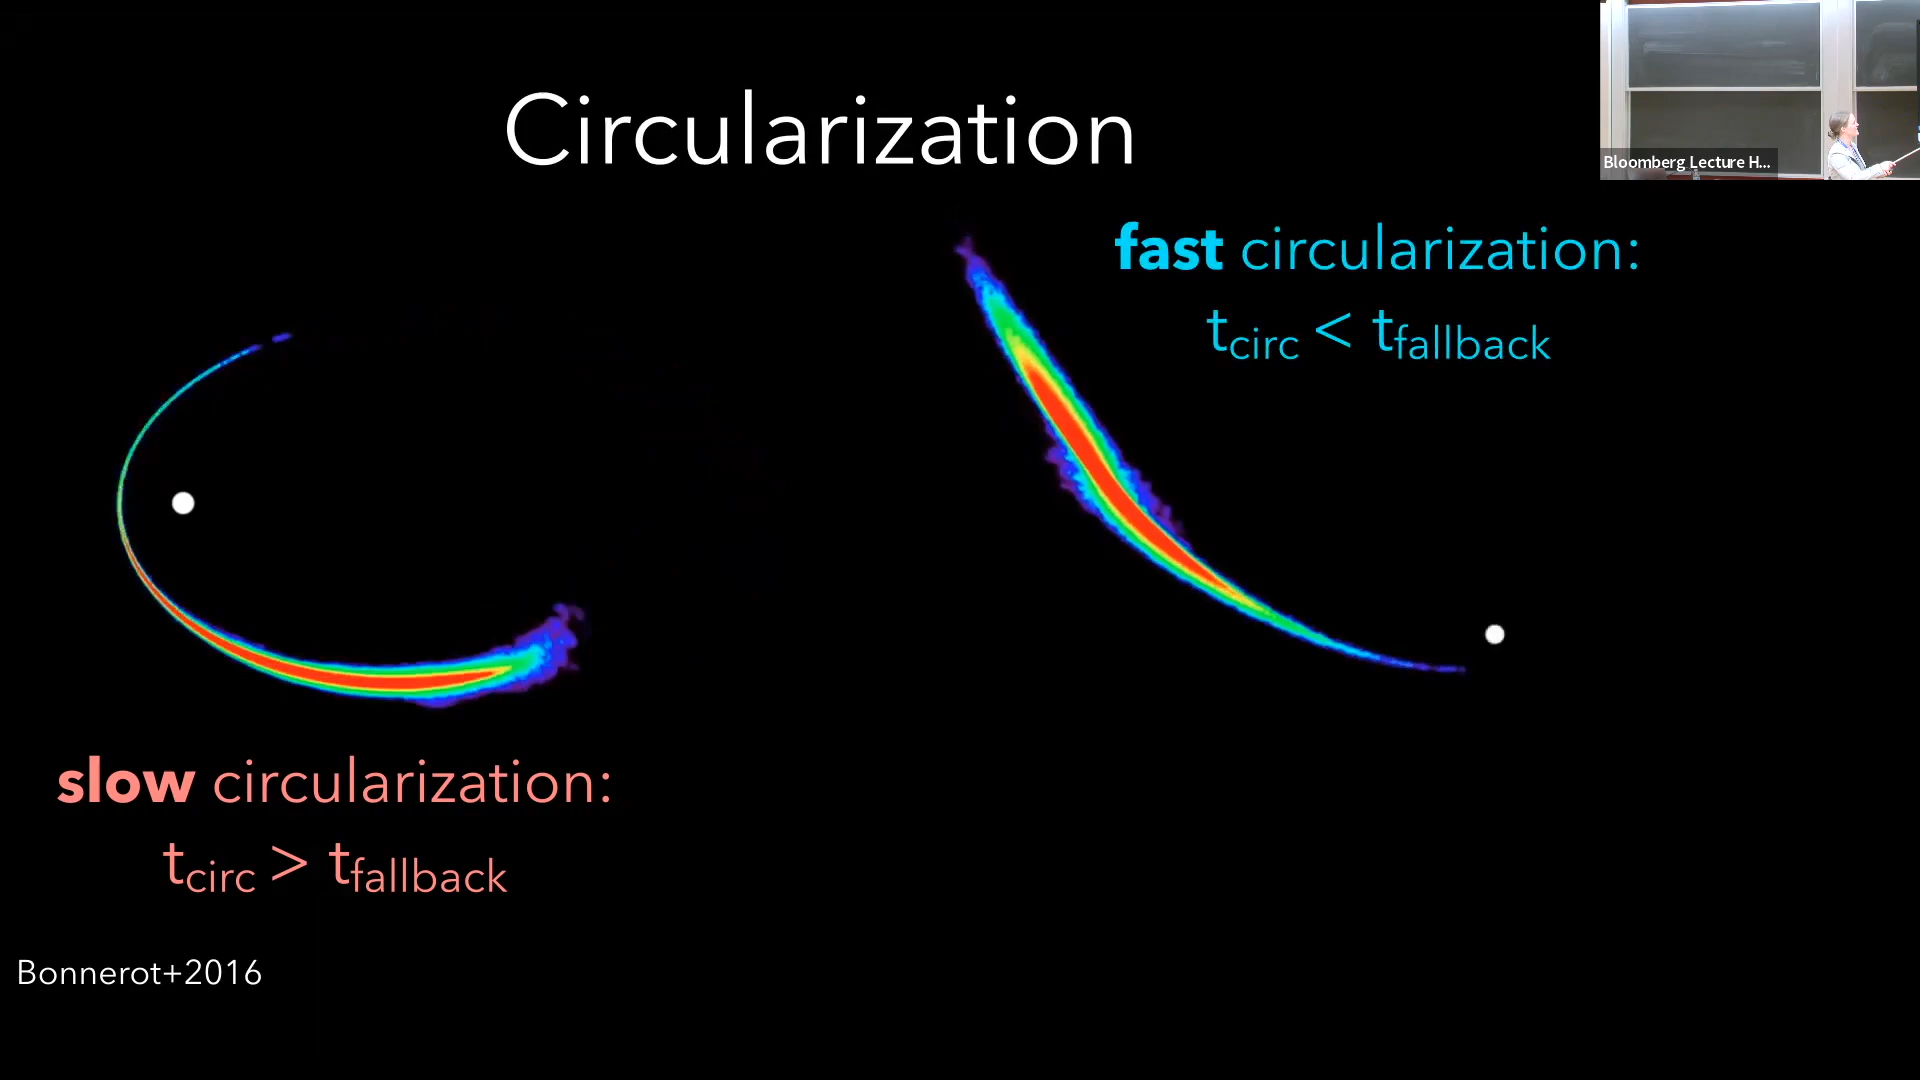 Circularization
Bloomberg Lecture H...
fast circularization:
tcirc < tfallback
slow circularization:
tcirc > tfallback
Bonnerot+2016